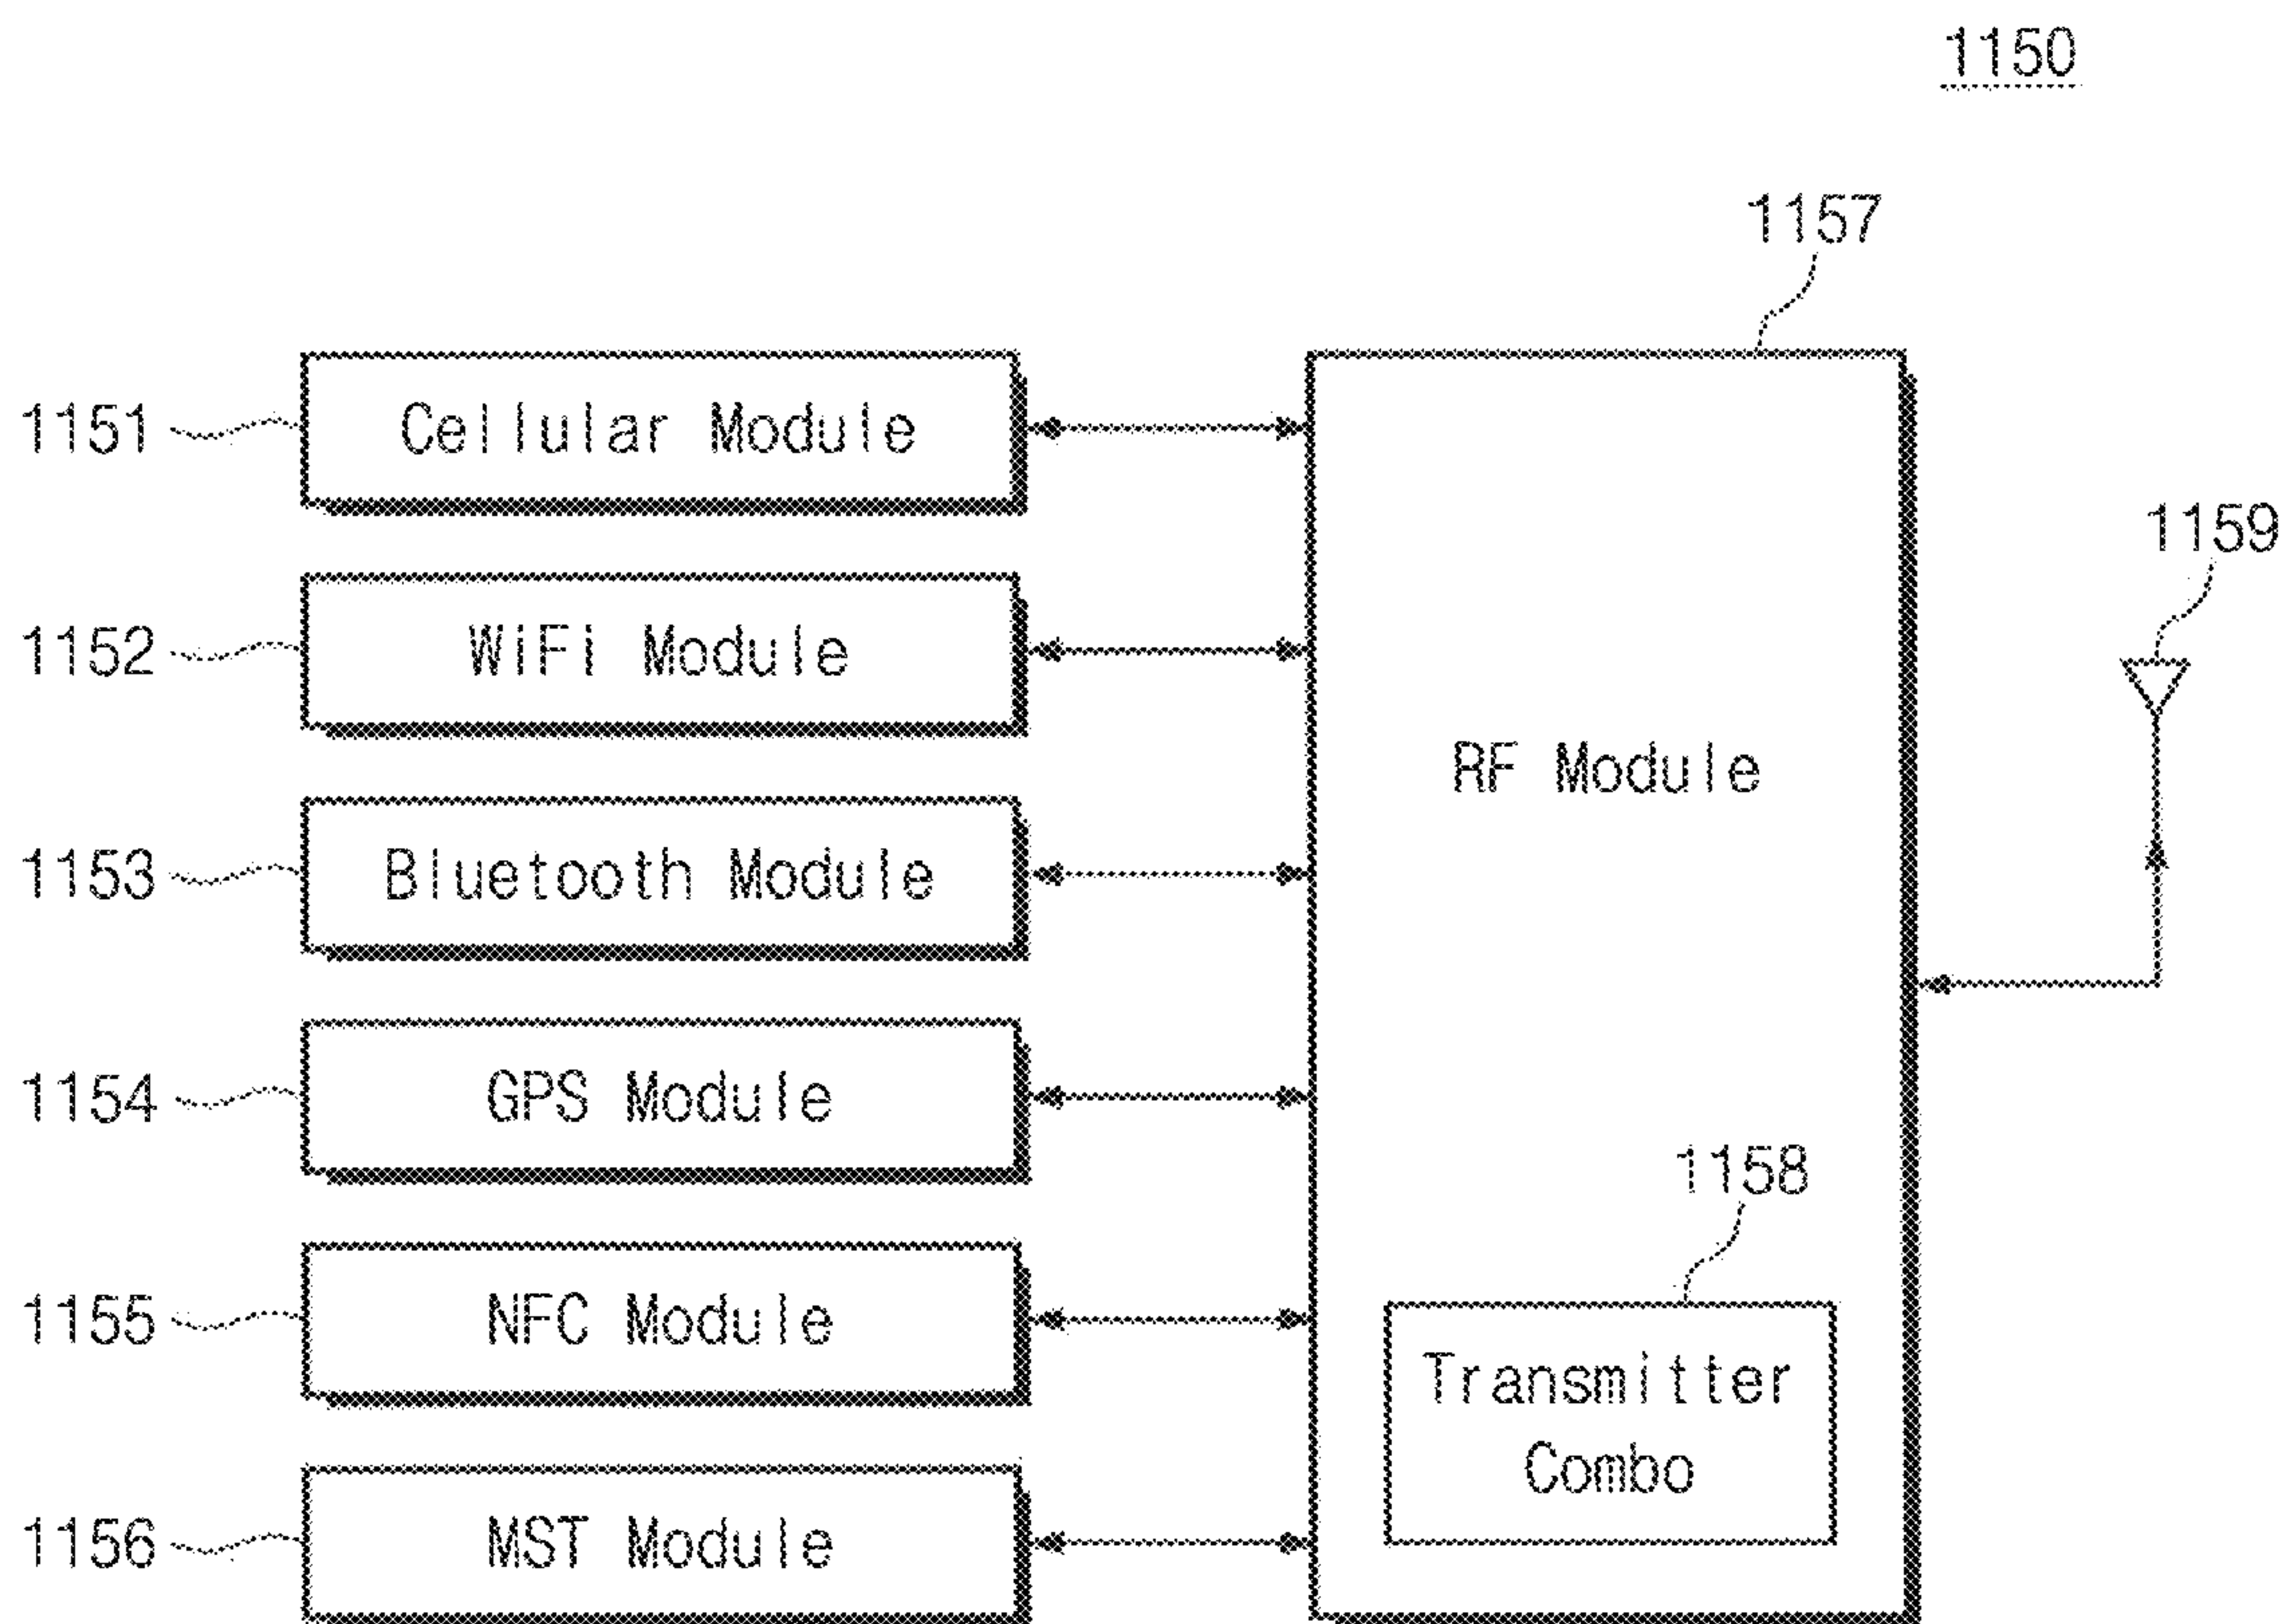 1150
1157
1151 Cellular Module
1159
1152 WiFi Module
RF Module
1153 Bluetooth Module
1154 GPS Module
1158
1155 NFC Module
Transmitter
Combo
1156 MST Module